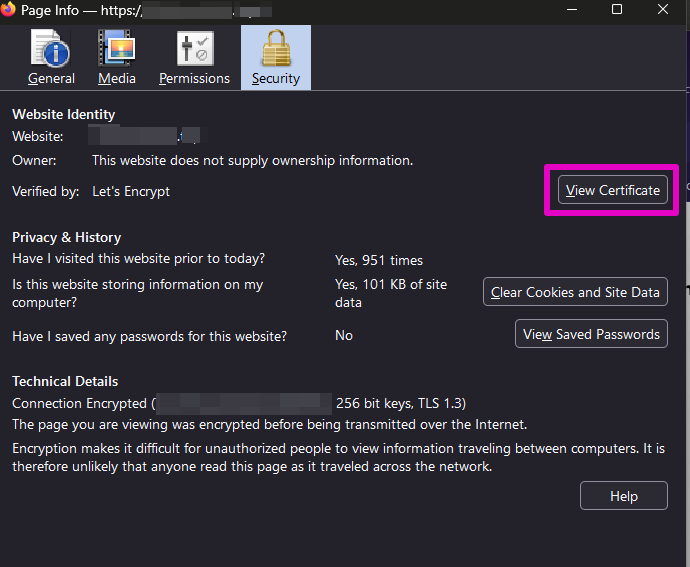 Page Info — https://
General
Media
Permissions
Security
Website Identity
Website:
Owner: This website does not supply ownership information.
Verified by: Let's Encrypt
View Certificate
Privacy & History
Have I visited this website prior to today? Yes, 951 times
Is this website storing information on my computer?
Yes, 101 KB of site data
Clear Cookies and Site Data
Have I saved any passwords for this website? No
View Saved Passwords
Technical Details
Connection Encrypted ( 256 bit keys, TLS 1.3)
The page you are viewing was encrypted before being transmitted over the Internet.
Encryption makes it difficult for unauthorized people to view information traveling between computers. It is
therefore unlikely that anyone read this page as it traveled across the network.
Help